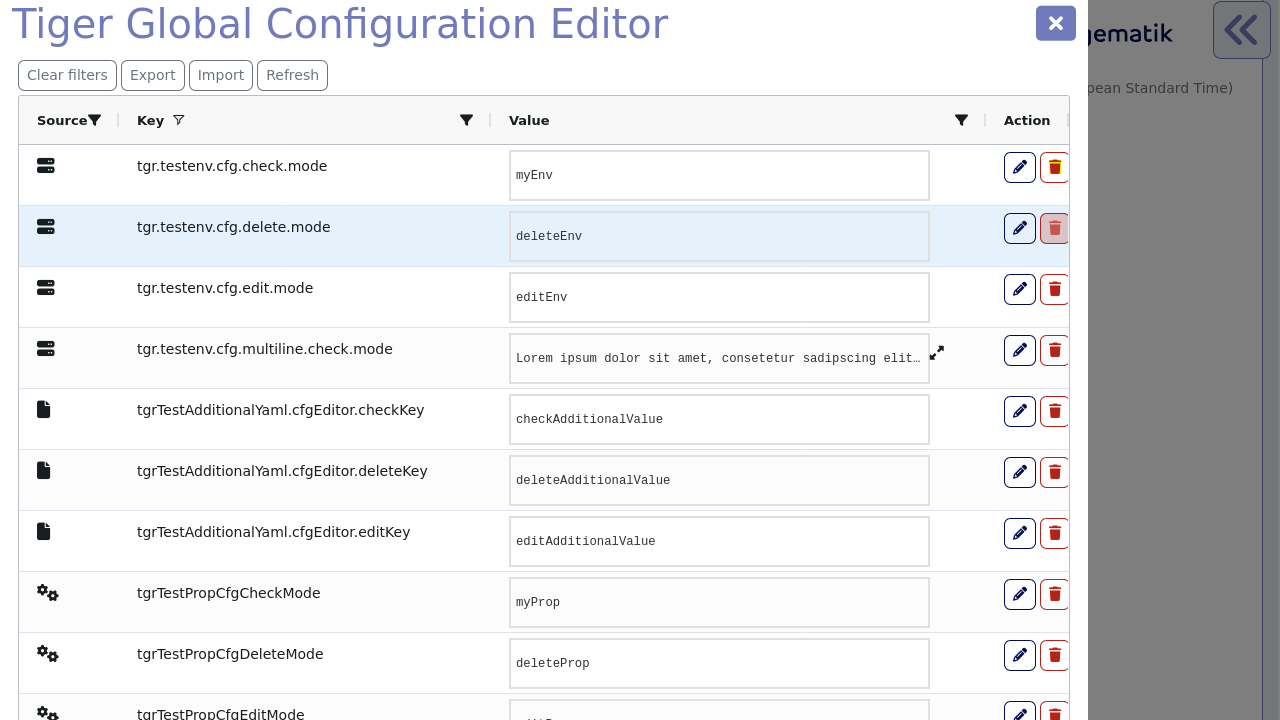 Tiger Global Configuration Editor
gematik
Clear filters Export Import Refresh
pean Standard Time)
Source Key Value Action
tgr.testenv.cfg.check.mode myEnv
tgr.testenv.cfg.delete.mode deleteEnv
tgr.testenv.cfg.edit.mode editEnv
tgr.testenv.cfg.multiline.check.mode Lorem ipsum dolor sit amet, consetetur sadipscing elit…
tgrTestAdditionalYaml.cfgEditor.checkKey checkAdditionalValue
tgrTestAdditionalYaml.cfgEditor.deleteKey deleteAdditionalValue
tgrTestAdditionalYaml.cfgEditor.editKey editAdditionalValue
tgrTestPropCfgCheckMode myProp
tgrTestPropCfgDeleteMode deleteProp
tgrTestPropCfgEditMode